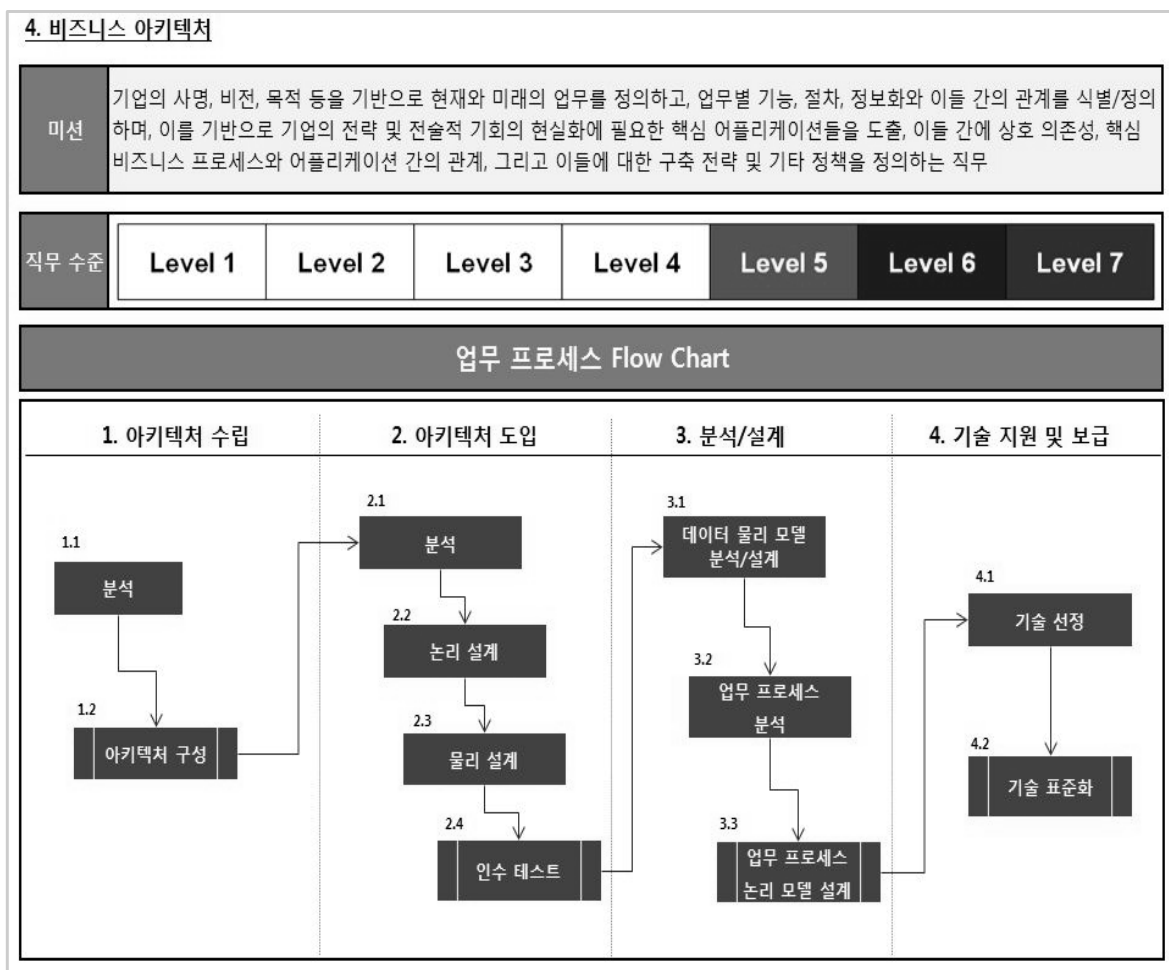 4. 비즈니스 아키텍처
미션
기업의 사명, 비전, 목적 등을 기반으로 현재와 미래의 업무를 정의하고, 업무별 기능, 절차, 정보화와 이들 간의 관계를 식별/정의
하며, 이를 기반으로 기업의 전략 및 전술적 기회의 현실화에 필요한 핵심 어플리케이션들을 도출, 이들 간에 상호 의존성, 핵심
비즈니스 프로세스와 어플리케이션 간의 관계, 그리고 이들에 대한 구축 전략 및 기타 정책을 정의하는 직무
직무 수준
Level 1
Level 2
Level 3
Level 4
Level 5
Level 6
Level 7
업무 프로세스 Flow Chart
1. 아키텍처 수립
1.1
분석
1.2
아키텍처 구성
2. 아키텍처 도입
2.1
분석
2.2
논리 설계
2.3
물리 설계
2.4
인수 테스트
3. 분석/설계
3.1
데이터 물리 모델
분석/설계
3.2
업무 프로세스
분석
3.3
업무 프로세스
논리 모델 설계
4. 기술 지원 및 보급
4.1
기술 선정
4.2
기술 표준화